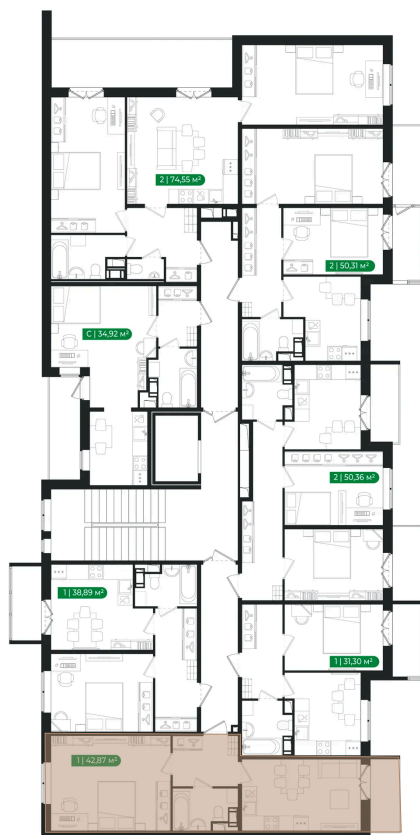 2 | 74,55 м²
2 | 50,31 м²
С | 34,92 м²
2 | 50,36 м²
1 | 38,89 м²
1 | 31,30 м²
1 | 42,87 м²